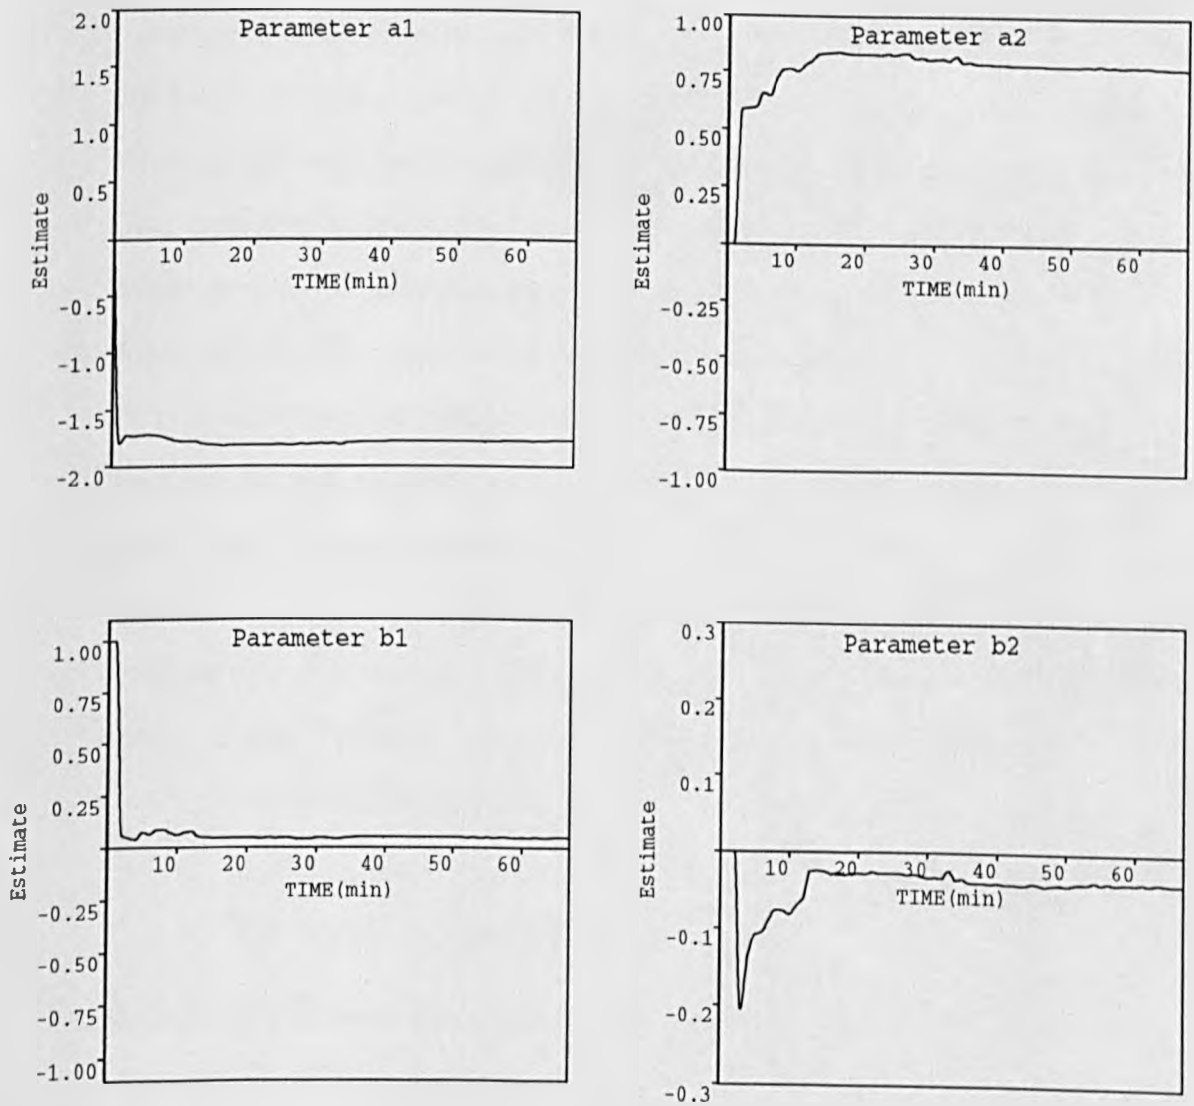 Parameter a1
2.0
1.5
1.0
0.5
-0.5
-1.0
-1.5
-2.0
Estimate
10 20 30 40 50 60
TIME(min)
Parameter a2
1.00
0.75
0.50
0.25
-0.25
-0.50
-0.75
-1.00
Estimate
10 20 30 40 50 60
TIME(min)
Parameter b1
1.00
0.75
0.50
0.25
-0.25
-0.50
-0.75
-1.00
Estimate
10 20 30 40 50 60
TIME(min)
Parameter b2
0.3
0.2
0.1
-0.1
-0.2
-0.3
Estimate
10 20 30 40 50 60
TIME(min)